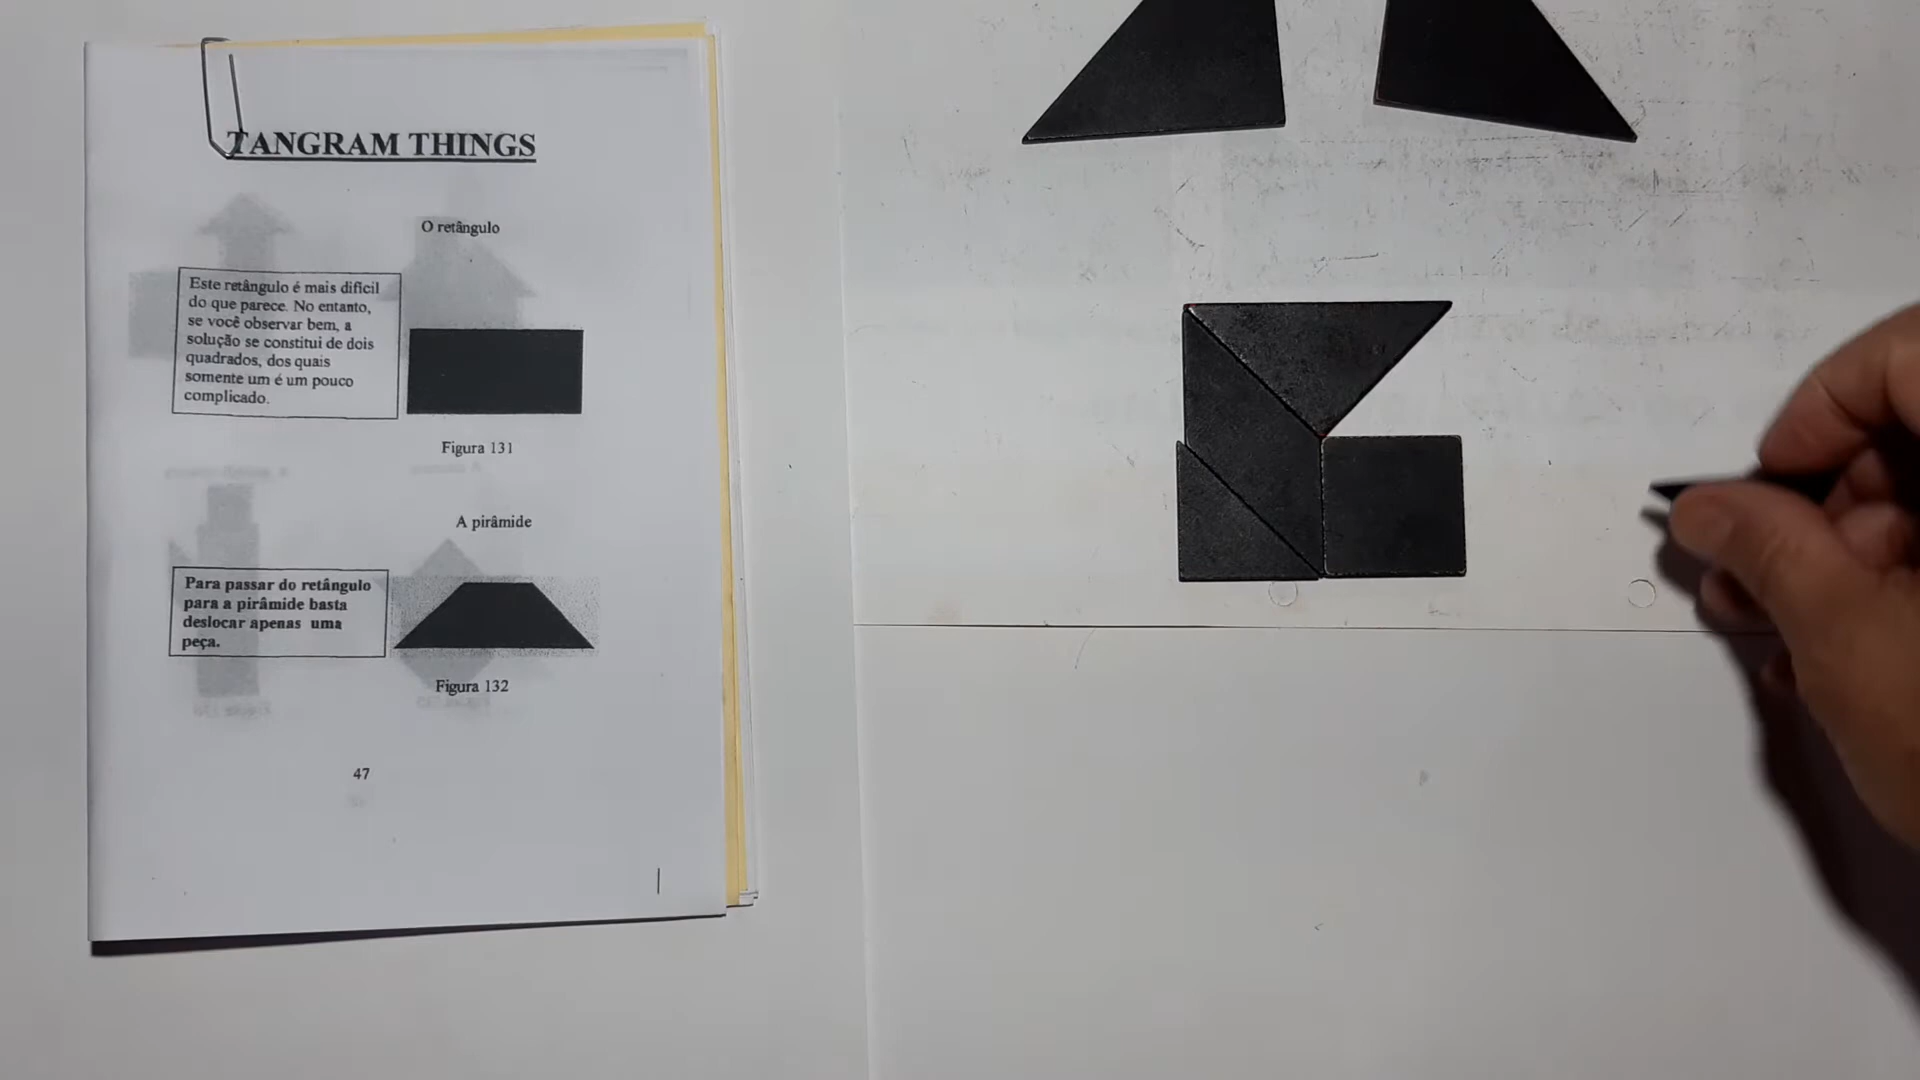 TANGRAM THINGS
O retângulo
Este retângulo é mais dificil
do que parece. No entanto,
se você observar bem, a
solução se constitui de dois
quadrados, dos quais
somente um é um pouco
complicado.
Figura 131
A pirâmide
Para passar do retângulo
para a pirâmide basta
deslocar apenas uma
peça.
Figura 132
47